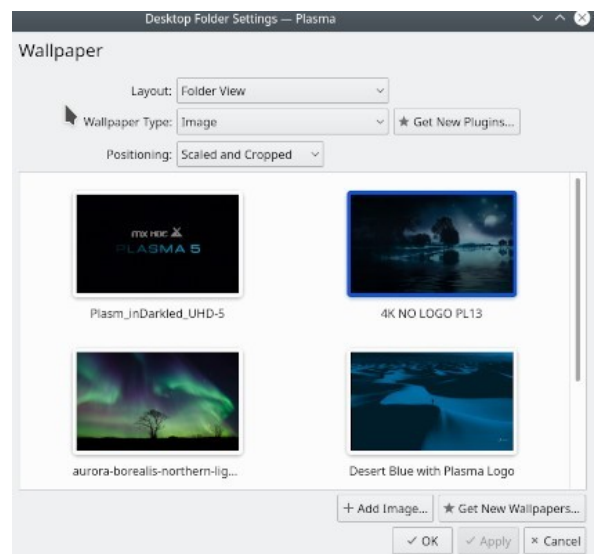 Desktop Folder Settings — Plasma
Wallpaper
Layout: Folder View
Wallpaper Type: Image ★ Get New Plugins...
Positioning: Scaled and Cropped
PLASMA 5
Plasm_inDarkled_UHD-5 4K NO LOGO PL13
aurora-borealis-northern-lig... Desert Blue with Plasma Logo
+ Add Image... ★ Get New Wallpapers...
✓ OK ✓ Apply × Cancel